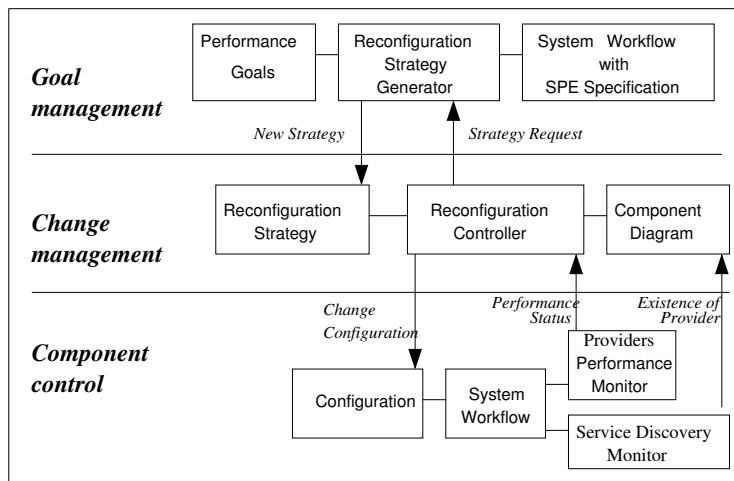 Performance
Goals
Reconfigurution
Strategy
Generator
System Workflow
with
SPE Specification
Goal
management
New Strategy
Strategy Request
Change
management
Reconfiguration
Strategy
Reconfiguration
Controller
Component
Diagram
Change
Configuration
Performance
Status
Existence of
Provider
Component
control
Configuration
System
Workflow
Providers
Performance
Monitor
Service Discovery
Monitor